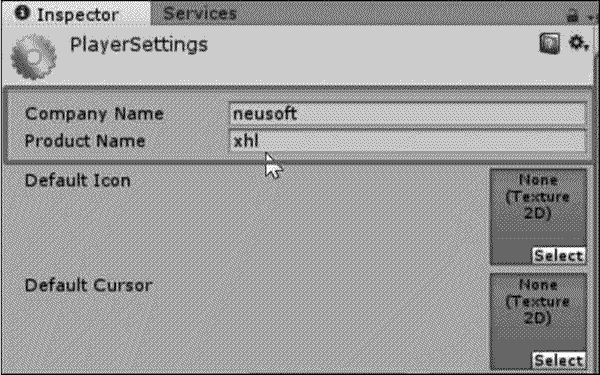 Inspector Services
PlayerSettings
Company Name neusoft
Product Name xhl
Default Icon
None
(Texture
2D)
Select
Default Cursor
None
(Texture
2D)
Select